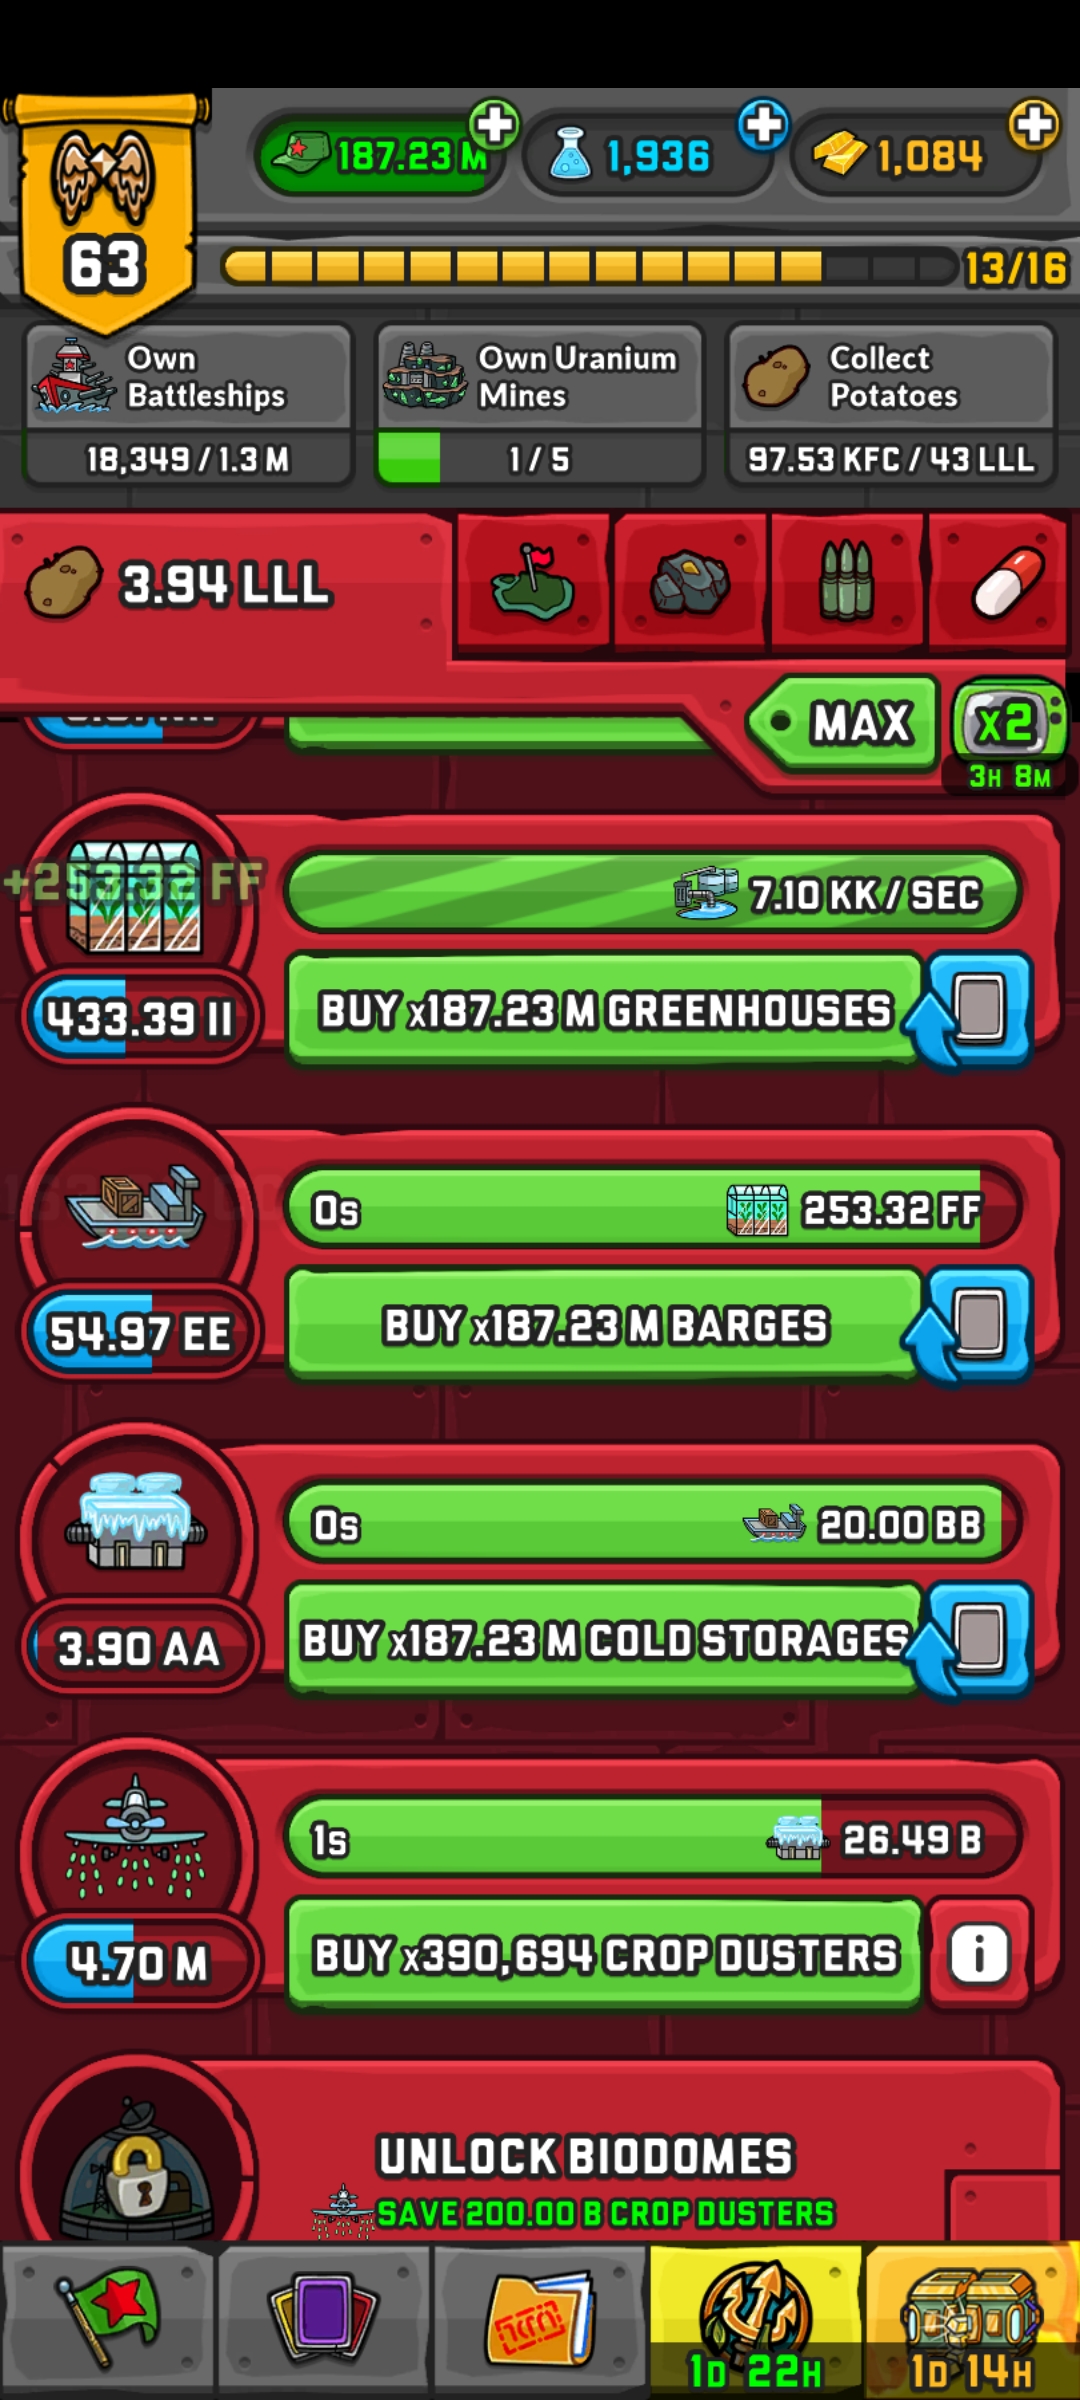 187.23 M
1,936
1,084
63
13/16
Own
Battleships
18,349 / 1.3 M
Own Uranium
Mines
1 / 5
Collect
Potatoes
97.53 KFC / 43 LLL
3.94 LLL
MAX
x2
3H 8M
+253.32 FF
7.10 KK / SEC
433.39 II
BUY x187.23 M GREENHOUSES
0s
253.32 FF
54.97 EE
BUY x187.23 M BARGES
0s
20.00 BB
3.90 AA
BUY x187.23 M COLD STORAGES
1s
26.49 B
4.70 M
BUY x390,694 CROP DUSTERS
i
UNLOCK BIODOMES
SAVE 200.00 B CROP DUSTERS
1D 22H
1D 14H